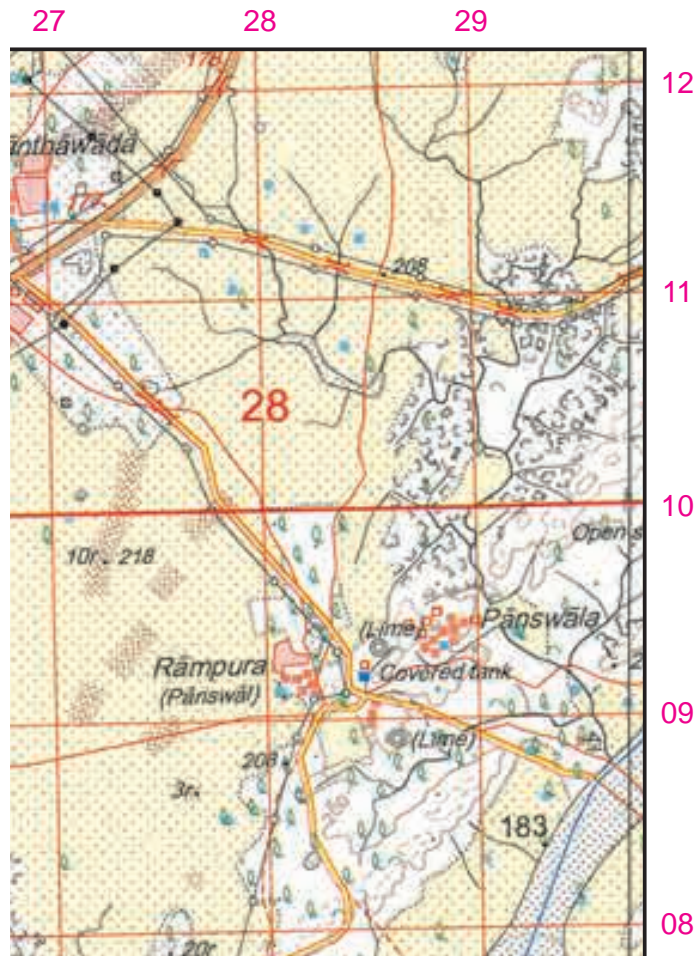 27 28 29
12
178
11
208
28
10
10r. 218
Open s
(Lime)
Pānswāla
Rāmpura
(Pānswāl)
Covered tank
09
(Lime)
208
3r.
183
08
20r